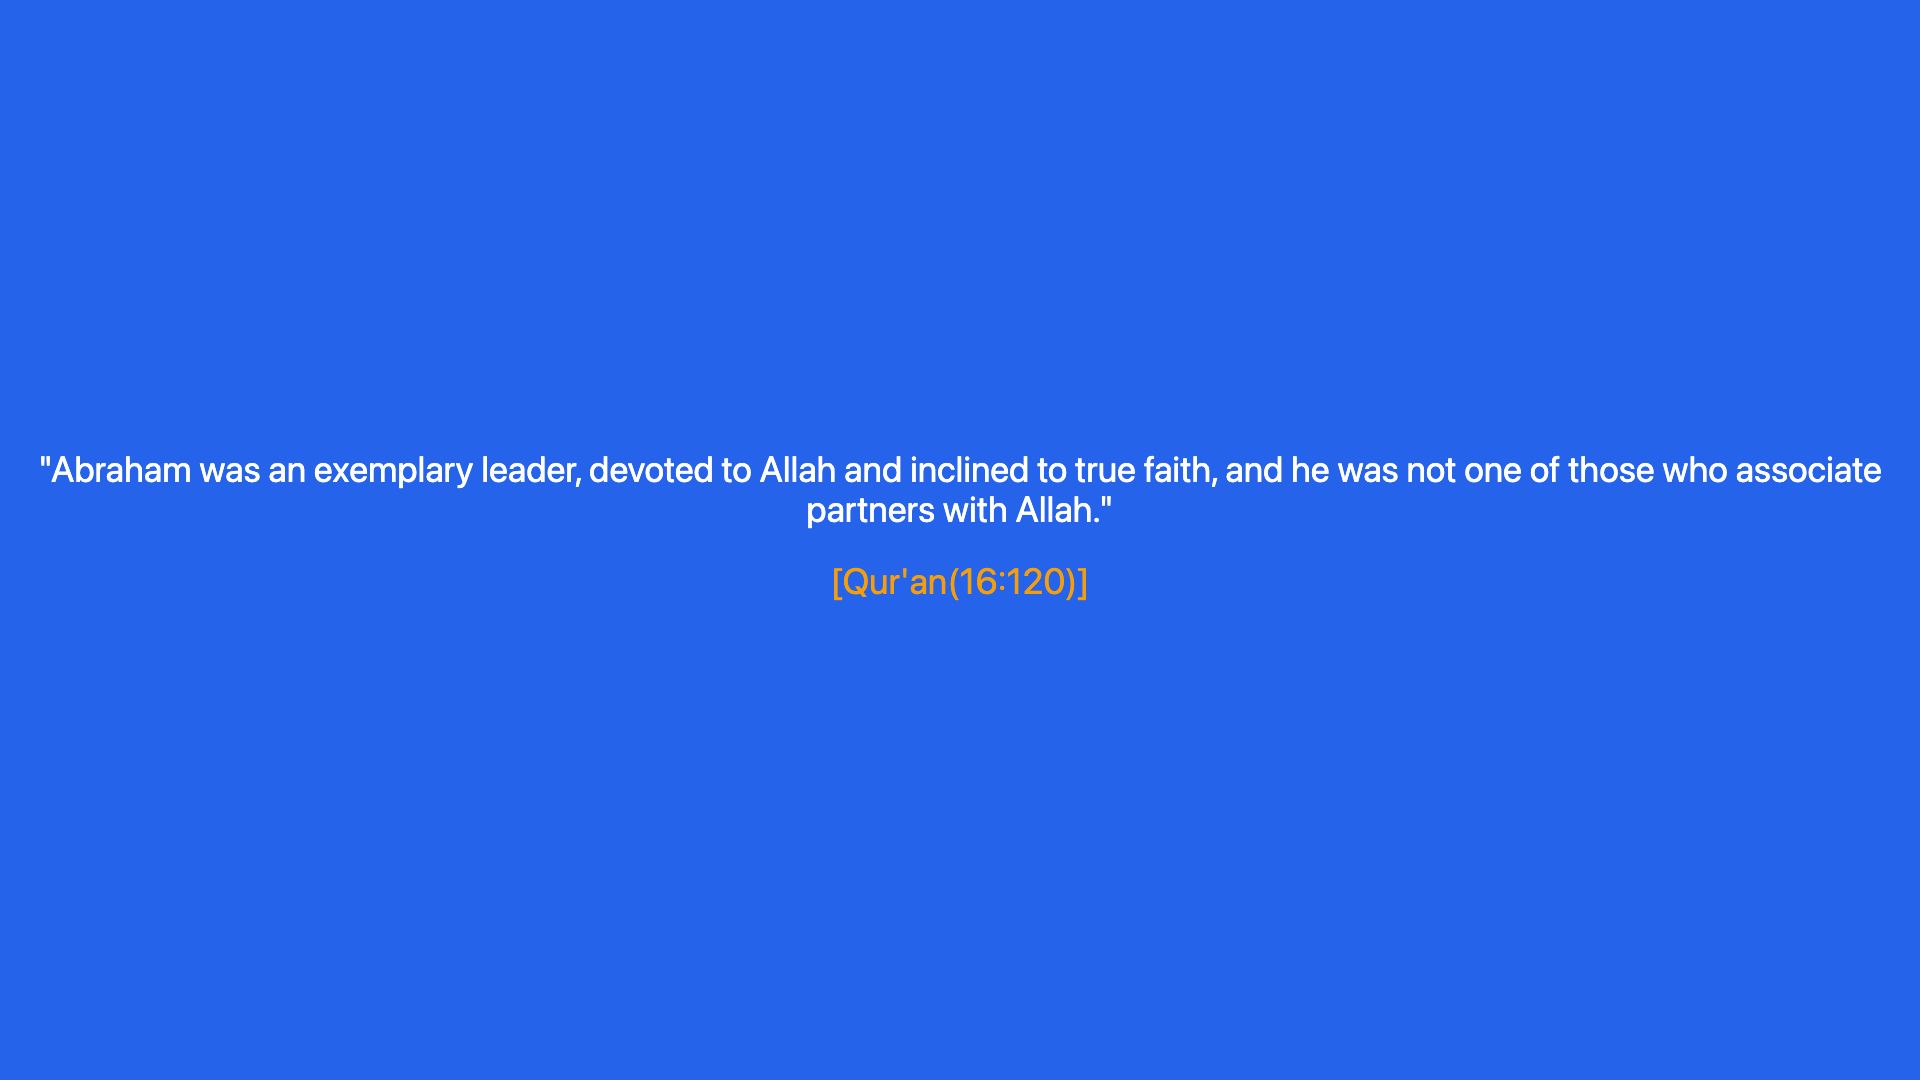 "Abraham was an exemplary leader, devoted to Allah and inclined to true faith, and he was not one of those who associate
partners with Allah."
[Qur'an(16:120)]